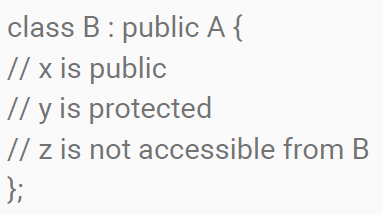 class B : public A {
// x is public
// y is protected
// z is not accessible from B
};